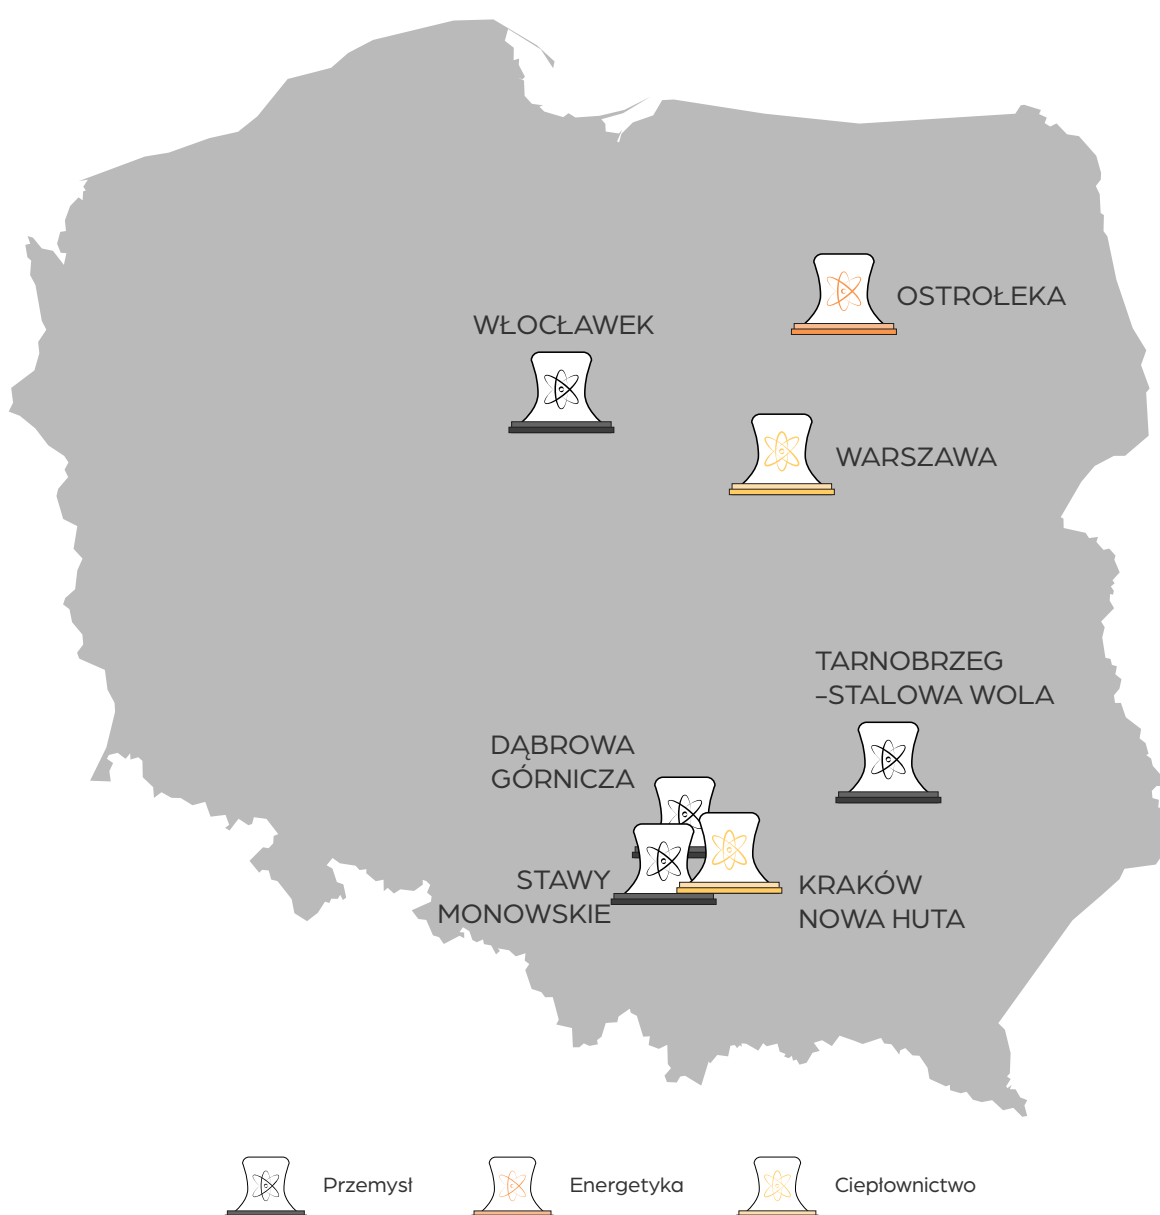 OSTROŁEKA
WŁOCŁAWEK
WARSZAWA
TARNOBRZEG
-STALOWA WOLA
DĄBROWA
GÓRNICZA
STAWY
MONOWSKIE
KRAKÓW
NOWA HUTA
Przemysł
Energetyka
Ciepłownictwo